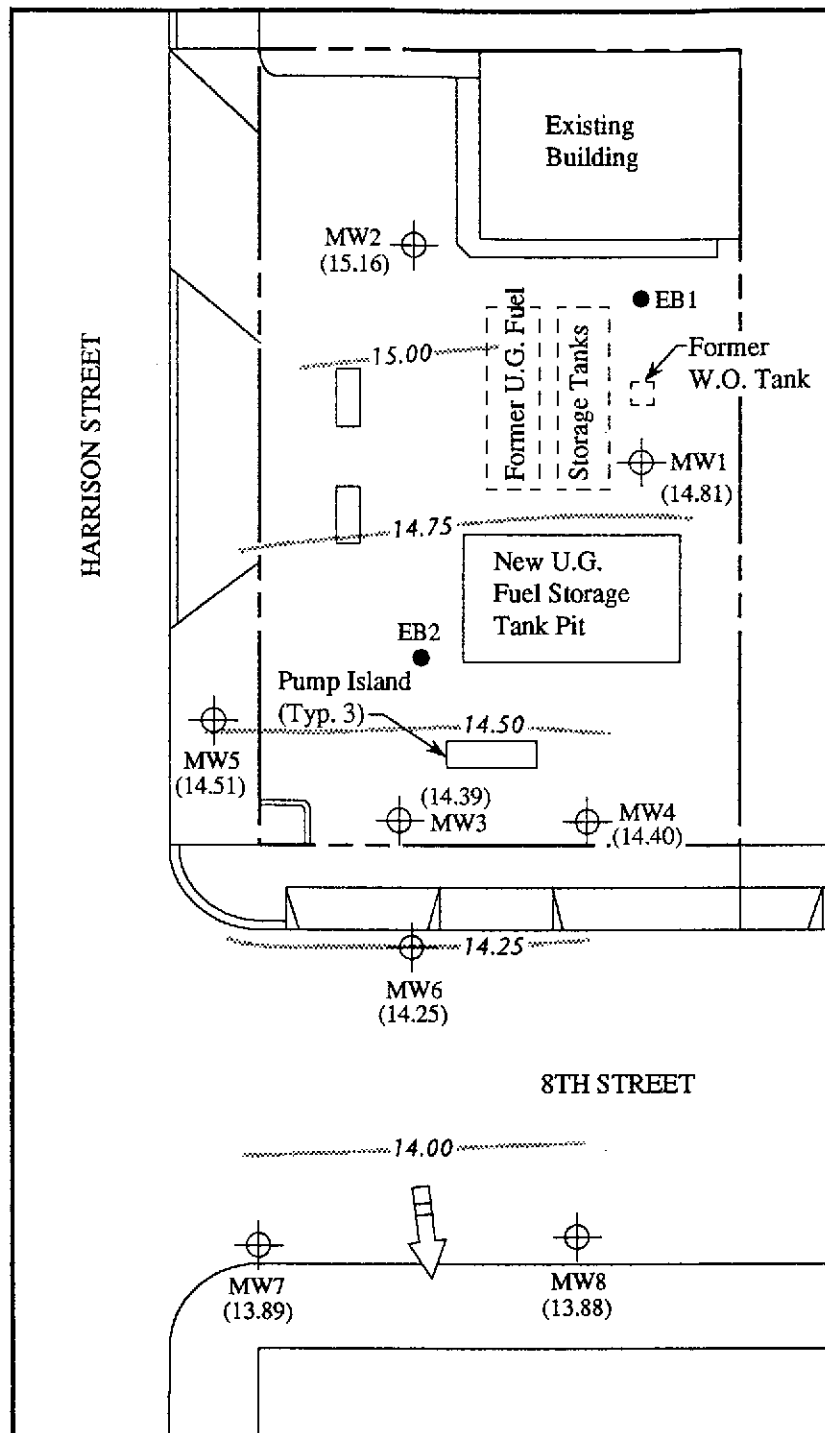 Existing
Building
MW2
(15.16)
EB1
15.00
Former U.G. Fuel
Storage Tanks
Former
W.O. Tank
HARRISON STREET
MW1
(14.81)
14.75
New U.G.
Fuel Storage
Tank Pit
EB2
Pump Island
(Typ. 3)
14.50
MW5
(14.51)
(14.39)
MW3
MW4
(14.40)
14.25
MW6
(14.25)
8TH STREET
14.00
MW7
(13.89)
MW8
(13.88)